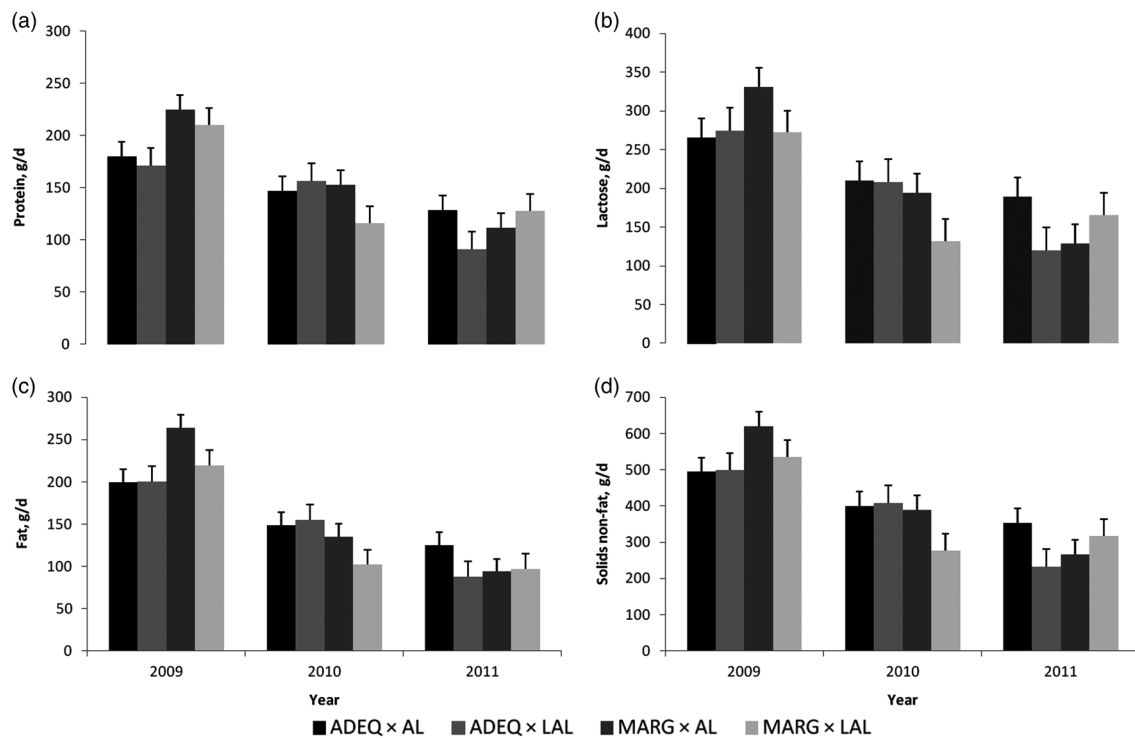 (a)
300
250
200
150
100
50
0
Protein, g/d
(b)
400
350
300
250
200
150
100
50
0
Lactose, g/d
(c)
300
250
200
150
100
50
0
Fat, g/d
2009 2010 2011
Year
(d)
700
600
500
400
300
200
100
0
Solids non-fat, g/d
2009 2010 2011
Year
ADEQ × AL ADEQ × LAL MARG × AL MARG × LAL